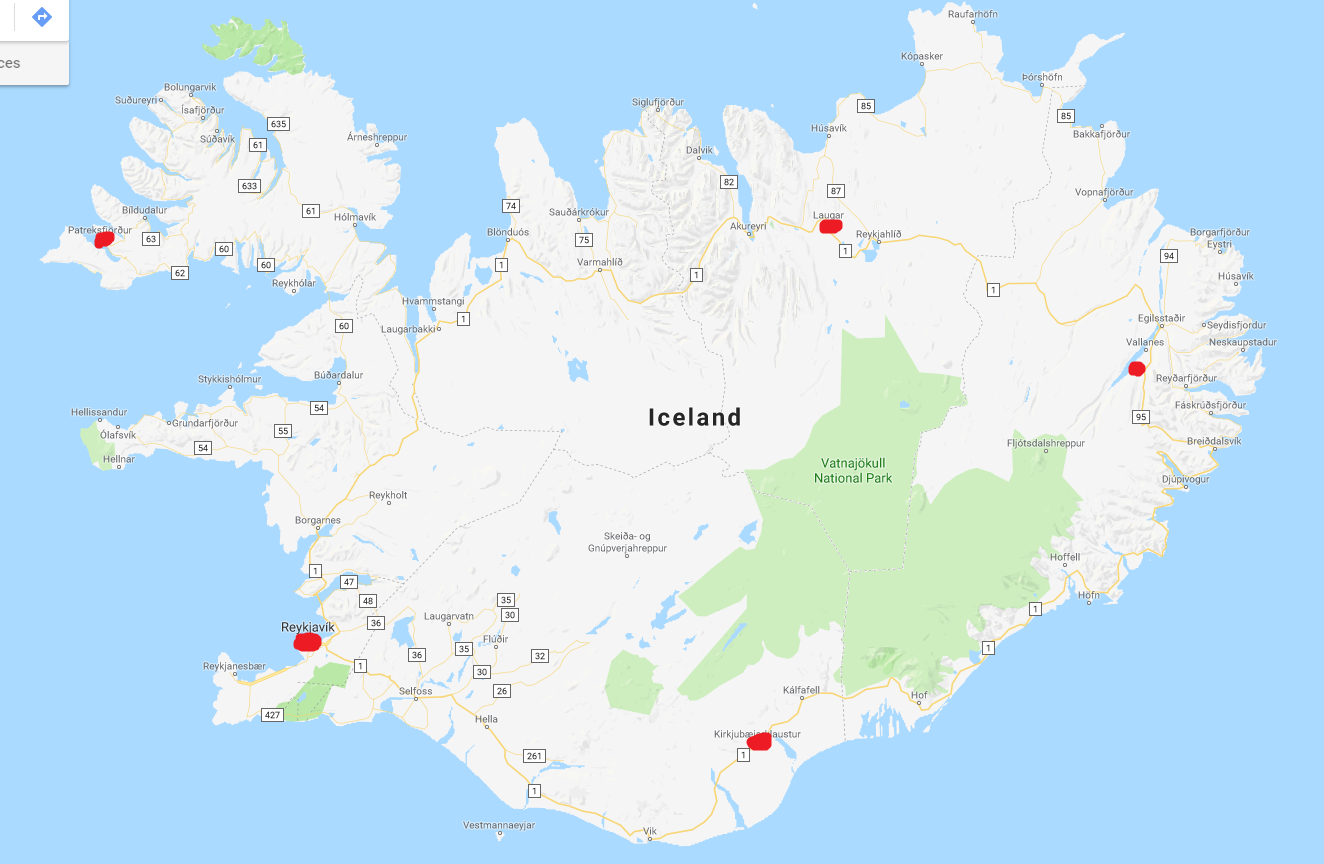 ces
Raufarhöfn
Kópasker
Þórshöfn
Bolungarvik
Suðureyri
Ísafjörður
Siglufjörður
85
85
635
Húsavík
Bakkafjörður
Súðavík
61
Árneshreppur
Dalvik
82
633
87
Vopnafjörður
74
Bíldudalur
61
Hólmavík
Sauðárkrókur
Laugar
Patreksfjörður
63
Blönduós
75
Akureyri
Reykjahlíð
Borgarfjörður
Eystri
60
1
94
60
1
Varmahlíð
62
1
Húsavík
Reykhólar
1
Hvammstangi
1
60
Laugarbakki
Egilsstaðir
Seydisfjordur
Vallanes
Neskaupstadur
Stykkishólmur
Búðardalur
Reyðarfjörður
Hellissandur
54
Iceland
95
Fáskrúðsfjörður
Grundarfjörður
55
Ólafsvík
54
Fljótsdalshreppur
Breiðdalsvík
Hellnar
Vatnajökull
National Park
Djúpivogur
Reykholt
Borgarnes
Skeiða- og
Gnúpverjahreppur
Hoffell
1
47
48
35
Höfn
Laugarvatn
30
1
36
Reykjavík
Flúðir
36
35
32
1
Reykjanesbær
1
30
Selfoss
26
Kálfafell
Hof
427
Hella
1
261
1
Vestmannaeyjar
Vik